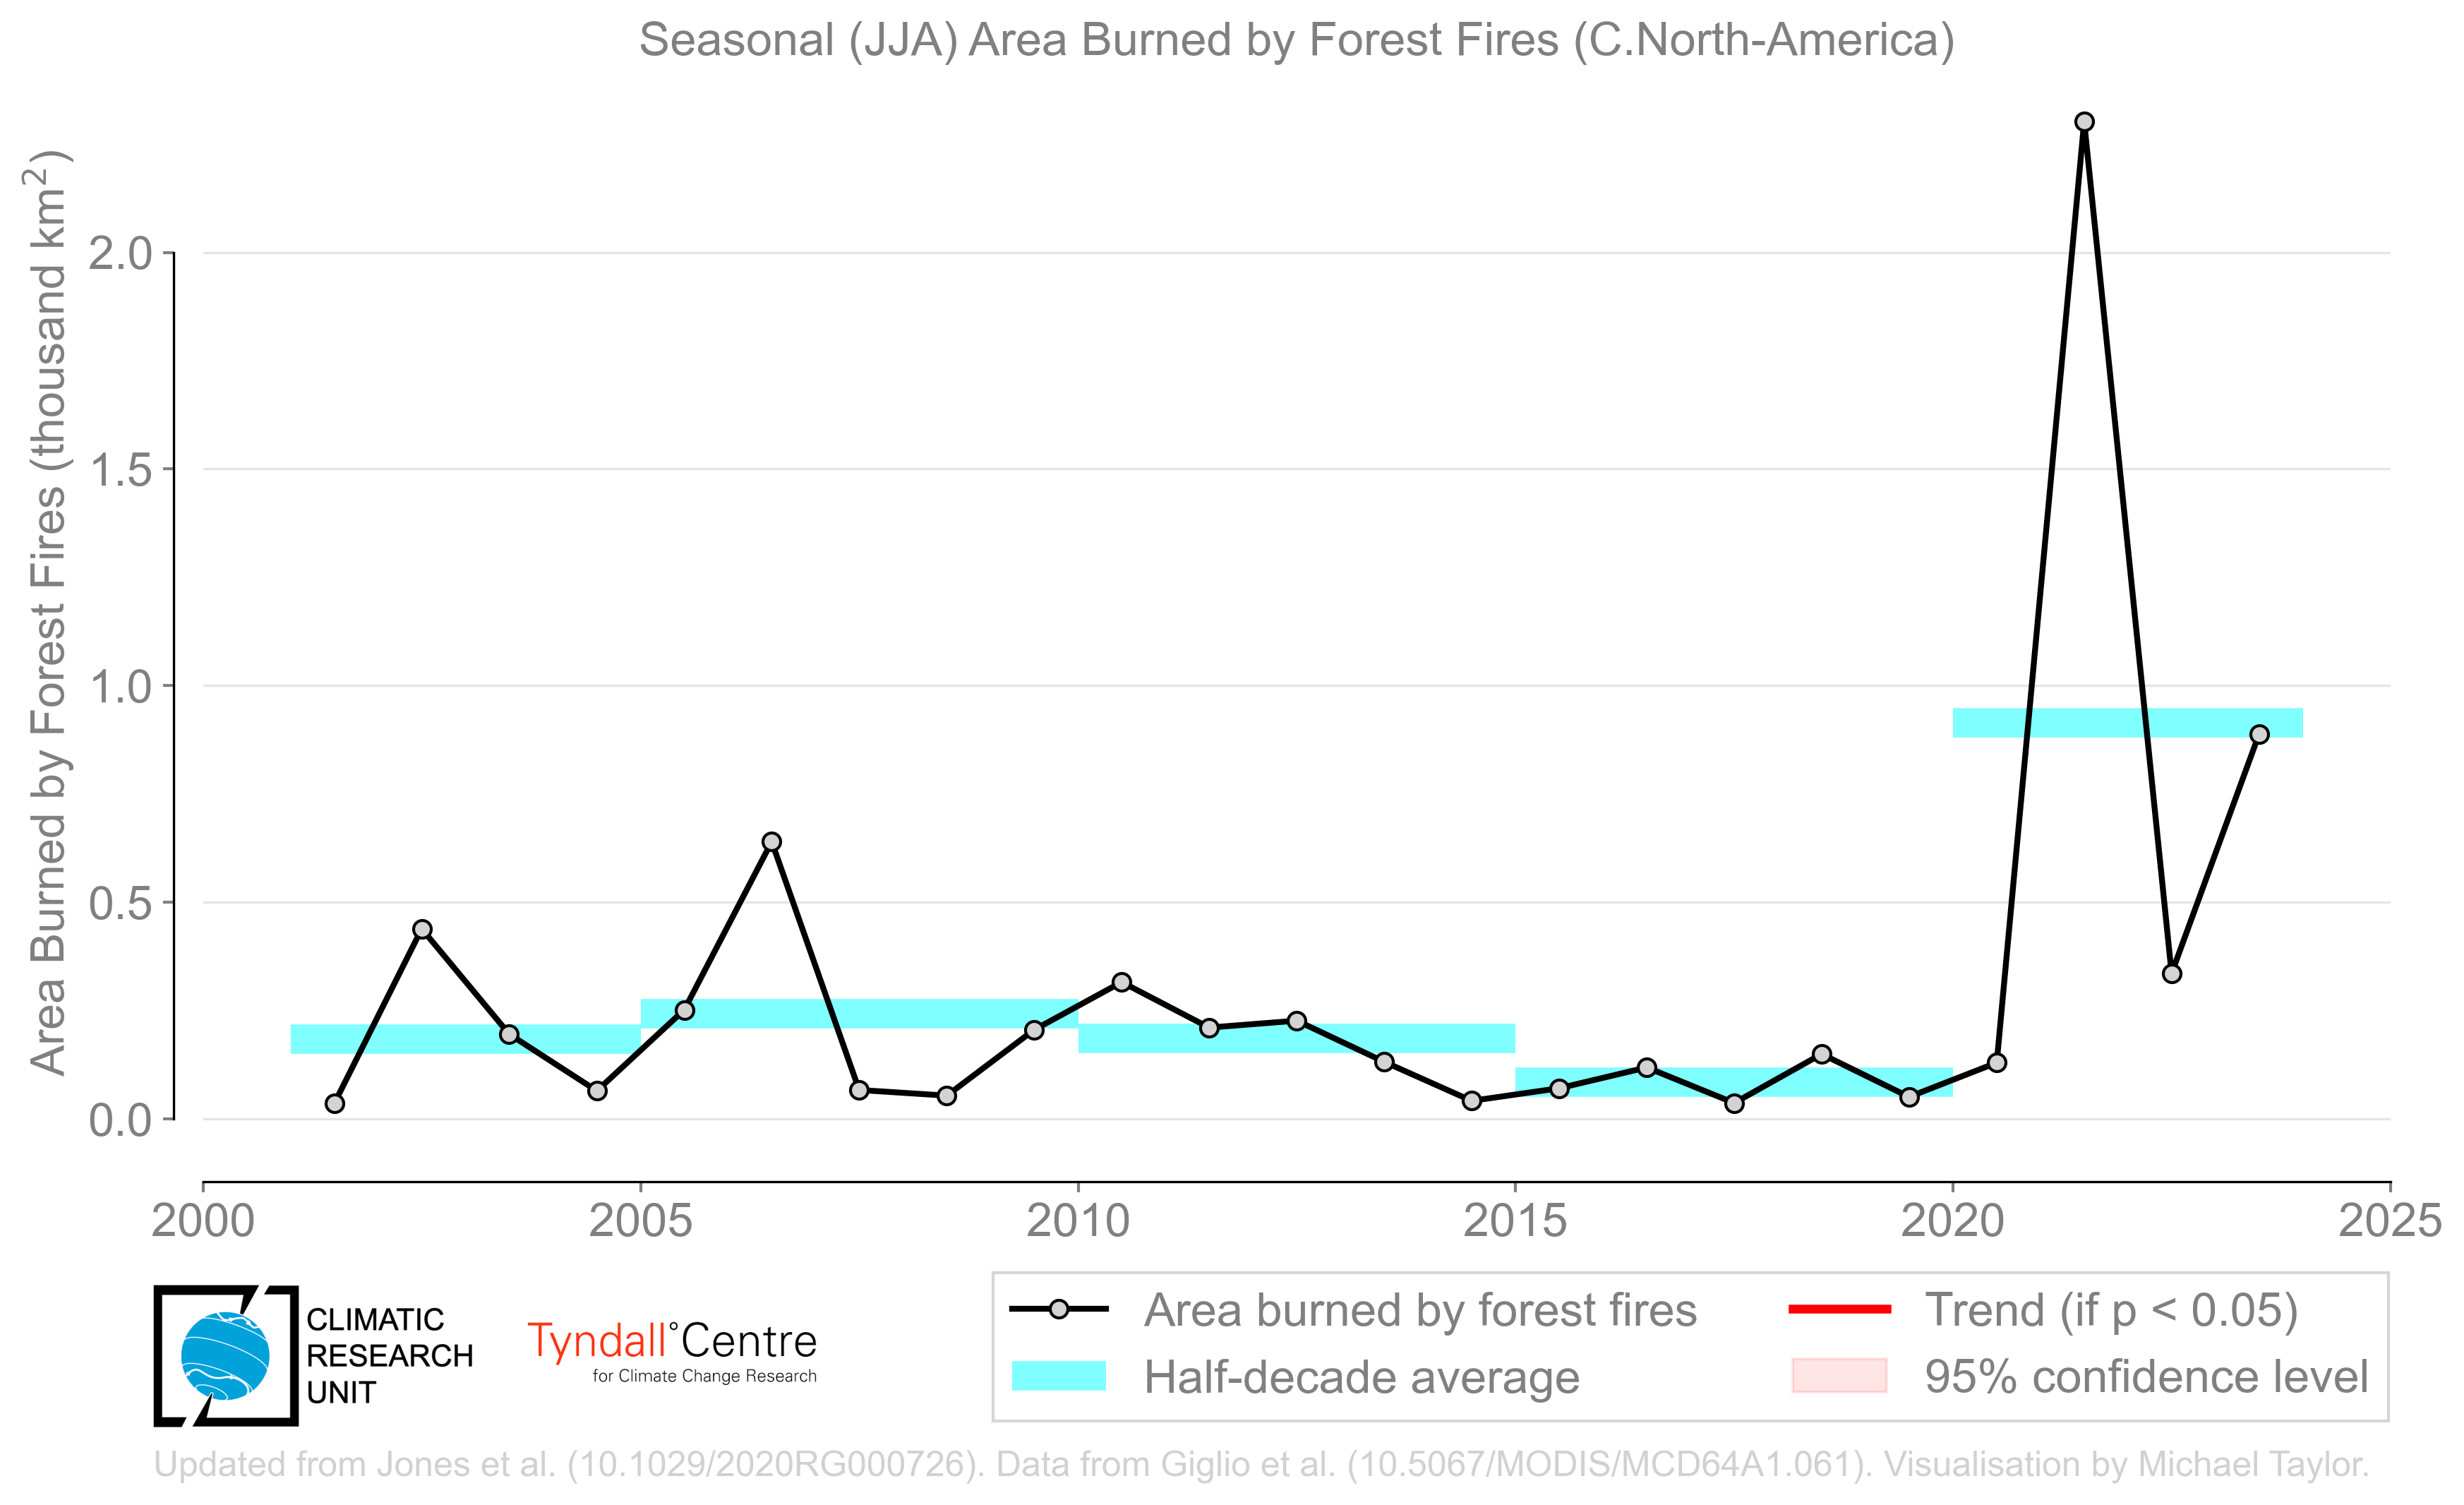 Seasonal (JJA) Area Burned by Forest Fires (C.North-America)
Area Burned by Forest Fires (thousand km²)
2.0
1.5
1.0
0.5
0.0
2000
2005
2010
2015
2020
2025
CLIMATIC
RESEARCH
UNIT
Tyndall°Centre
for Climate Change Research
Area burned by forest fires
Half-decade average
Trend (if p < 0.05)
95% confidence level
Updated from Jones et al. (10.1029/2020RG000726). Data from Giglio et al. (10.5067/MODIS/MCD64A1.061). Visualisation by Michael Taylor.